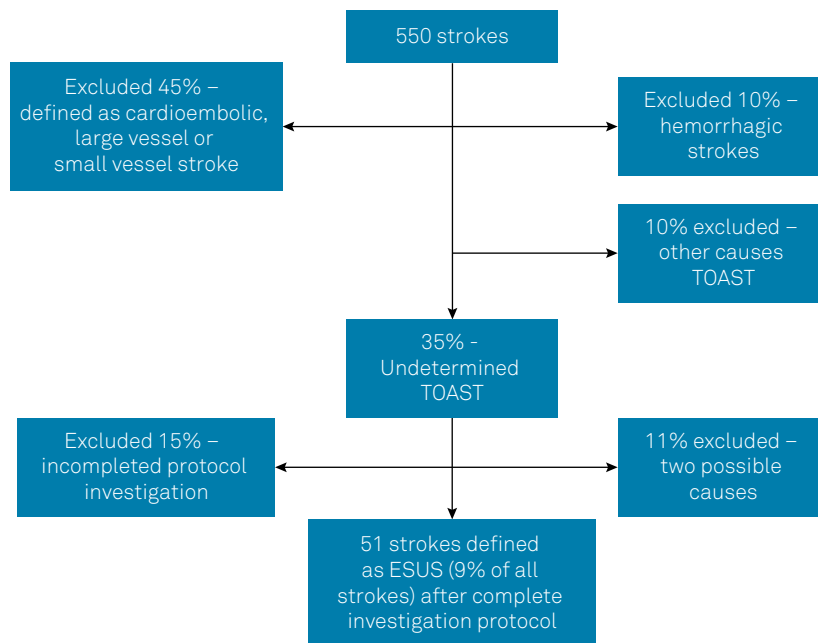 550 strokes
Excluded 45% –
defined as cardioembolic,
large vessel or
small vessel stroke
Excluded 10% –
hemorrhagic
strokes
10% excluded –
other causes
TOAST
35% -
Undetermined
TOAST
Excluded 15% –
incompleted protocol
investigation
11% excluded –
two possible
causes
51 strokes defined
as ESUS (9% of all
strokes) after complete
investigation protocol